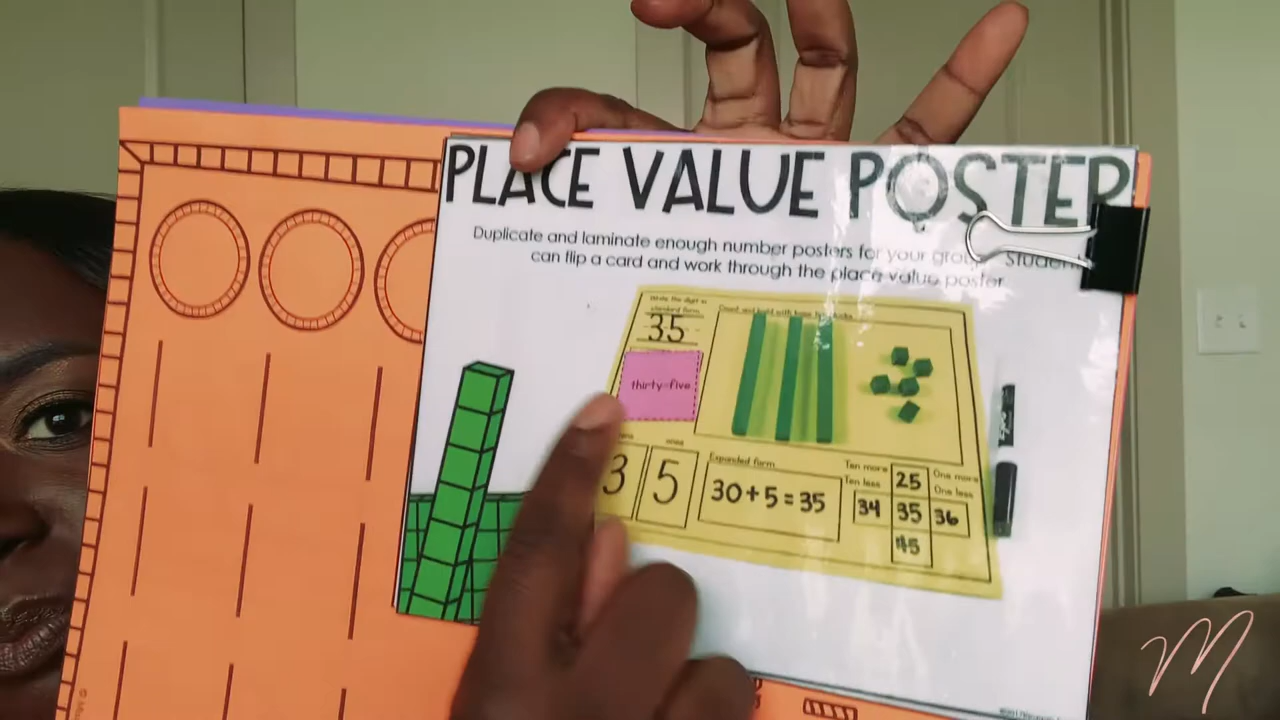 PLACE VALUE POSTER
Duplicate and laminate enough number posters for your group. Students
can flip a card and work through the place value poster
Write the digit in
standard form.
35
Count and build with base ten blocks.
thirty-five
tens ones
3 5
Expanded form
30+5=35
Ten more
Ten less
One more
One less
25
34 35 36
45
M